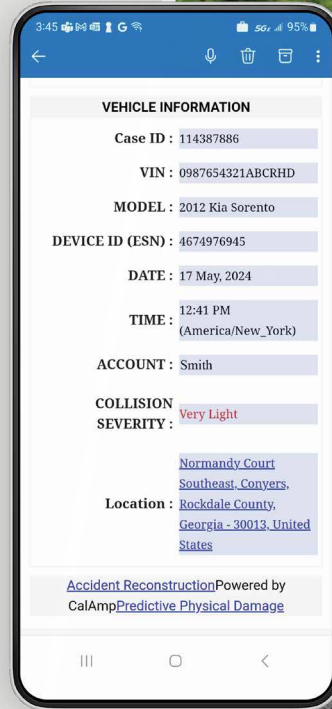 3:45 G 5G 95%
VEHICLE INFORMATION
Case ID : 114387886
VIN : 0987654321ABCRHD
MODEL : 2012 Kia Sorento
DEVICE ID (ESN) : 4674976945
DATE : 17 May, 2024
TIME : 12:41 PM
(America/New_York)
ACCOUNT : Smith
COLLISION
SEVERITY : Very Light
Location : Normandy Court
Southeast, Conyers,
Rockdale County,
Georgia - 30013, United
States
Accident ReconstructionPowered by
CalAmpPredictive Physical Damage